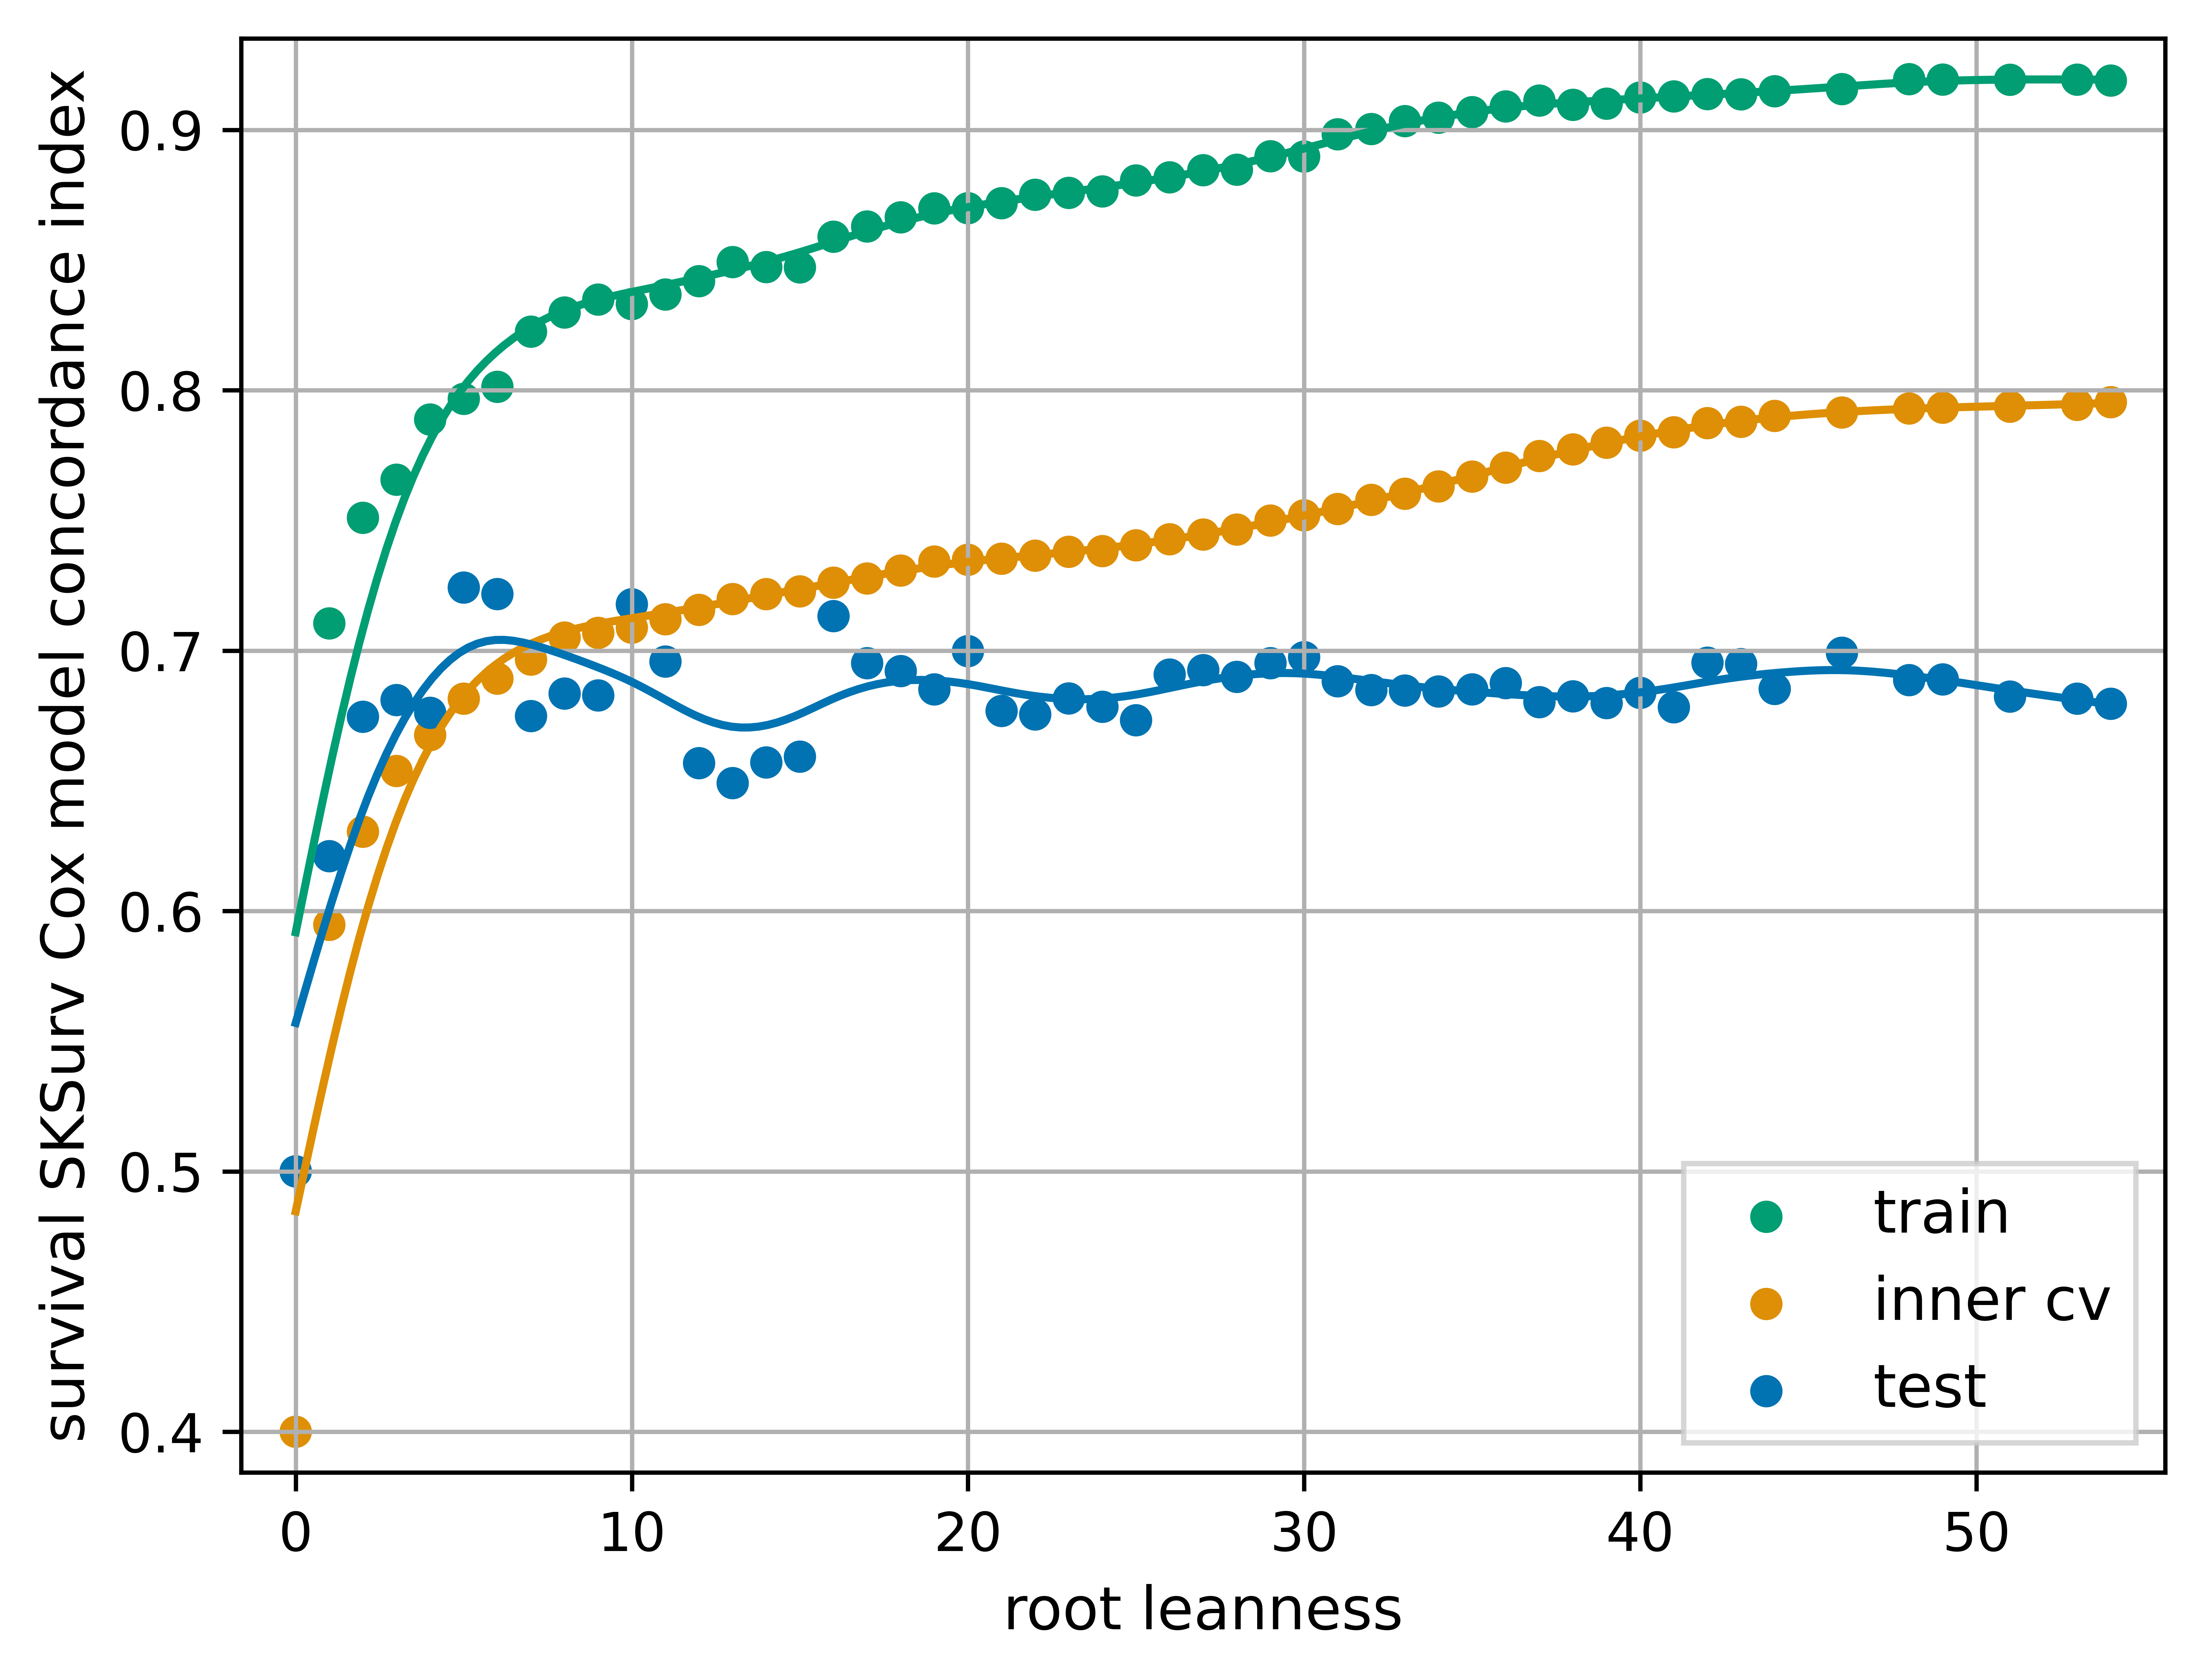 survival SKSurv Cox model concordance index
0.9
0.8
0.7
0.6
0.5
0.4
0 10 20 30 40 50
root leanness
train
inner cv
test